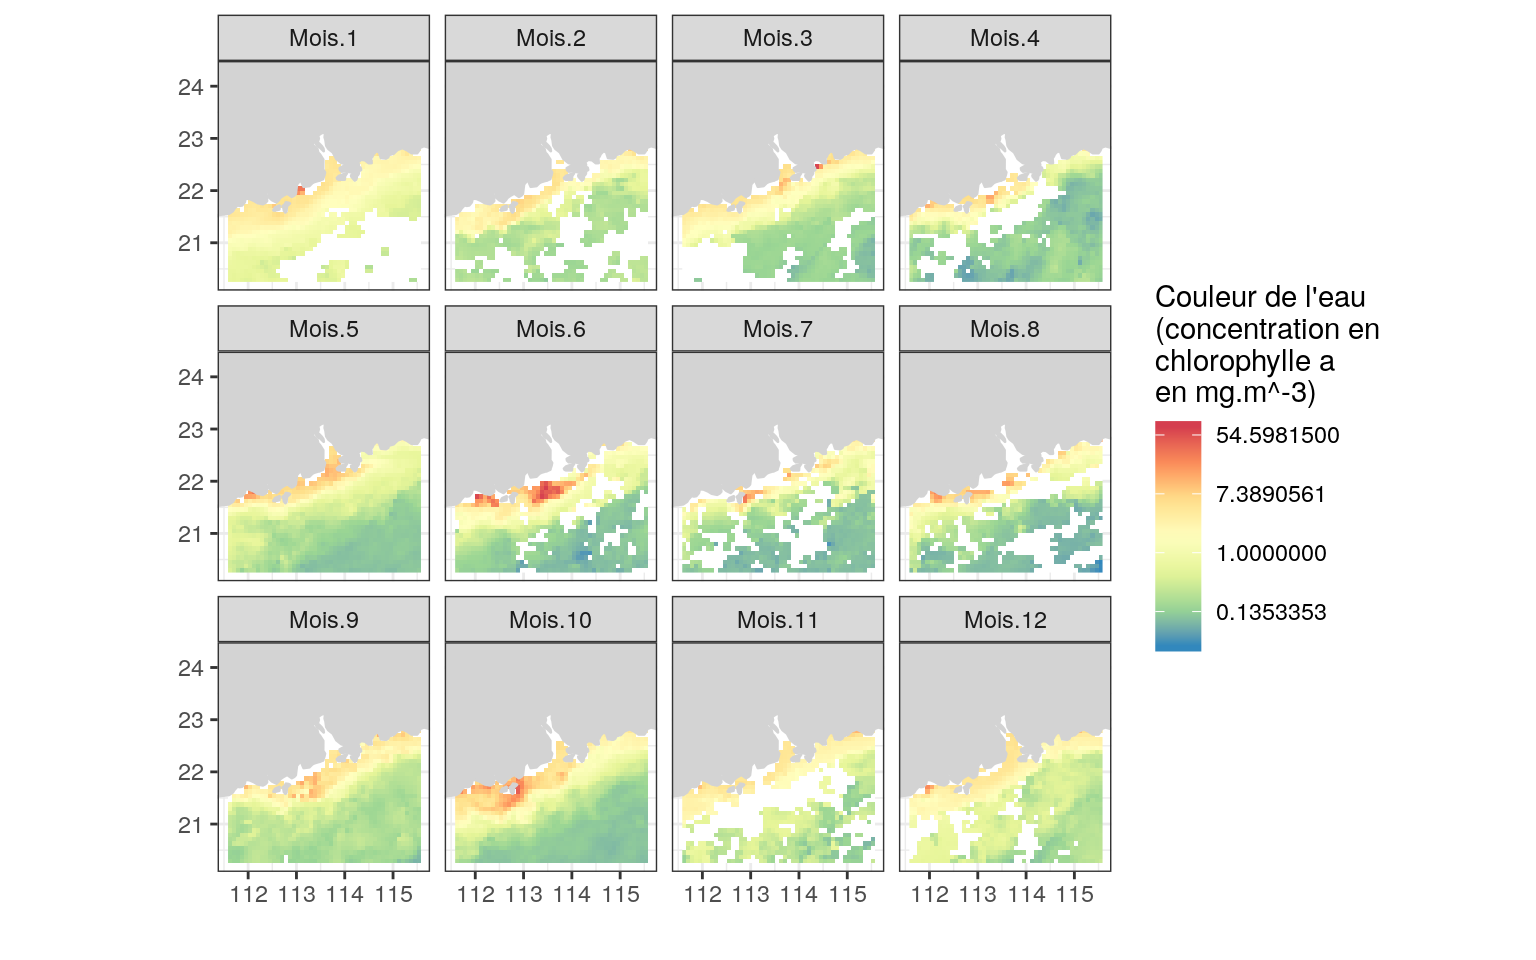 Mois.1 Mois.2 Mois.3 Mois.4
24
23
22
21
Mois.5 Mois.6 Mois.7 Mois.8
24
23
22
21
Mois.9 Mois.10 Mois.11 Mois.12
24
23
22
21
112 113 114 115 112 113 114 115 112 113 114 115 112 113 114 115
Couleur de l'eau
(concentration en
chlorophylle a
en mg.m^-3)
54.5981500
7.3890561
1.0000000
0.1353353